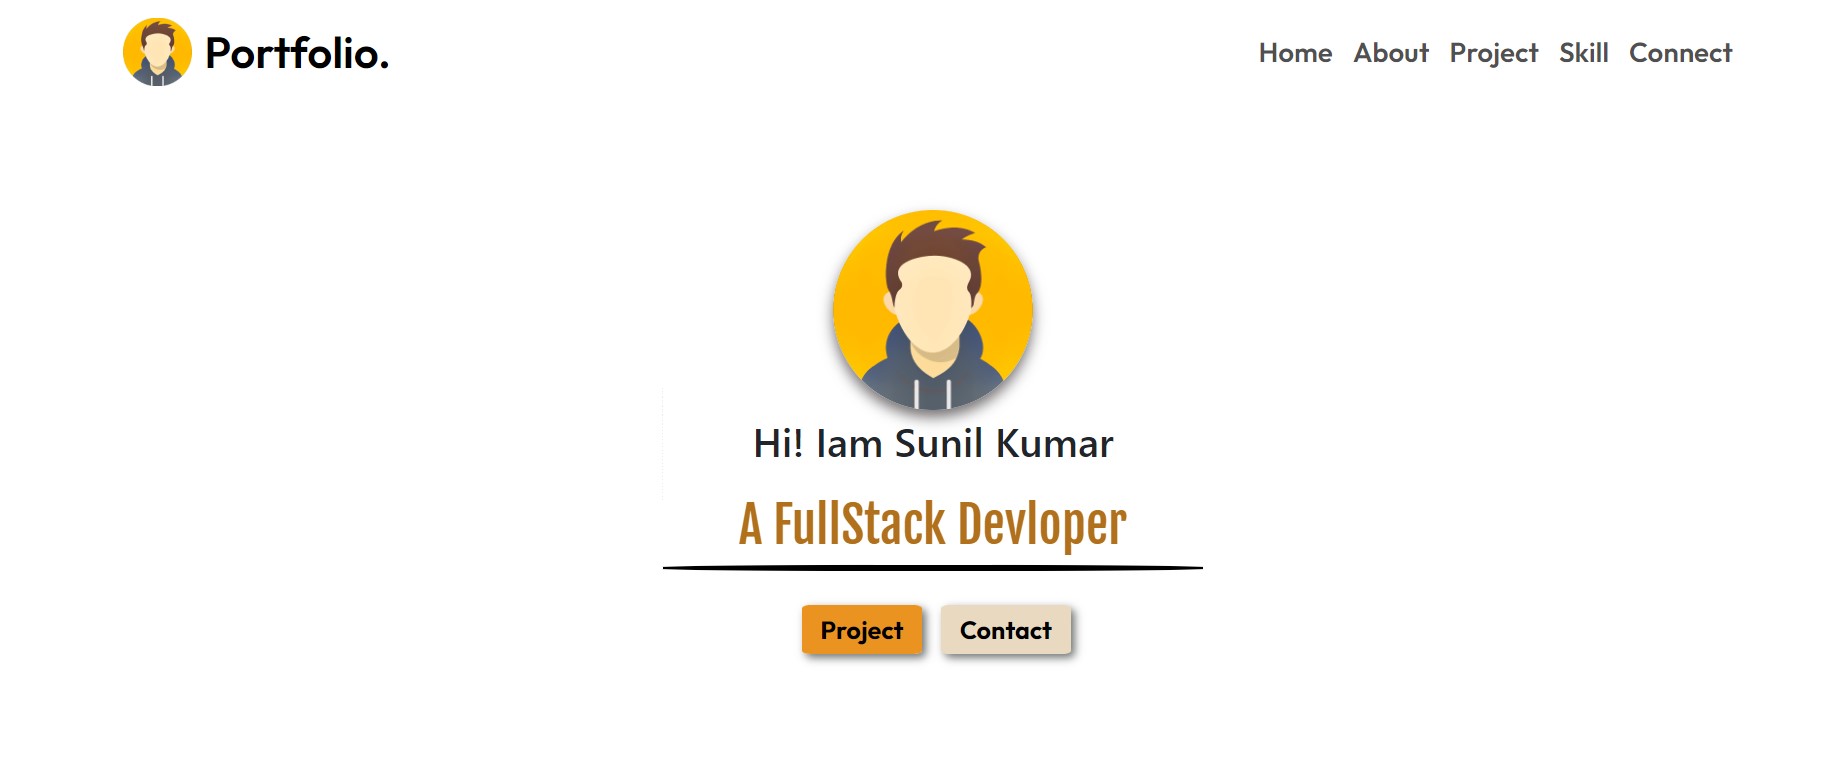 Portfolio.
Home About Project Skill Connect
Hi! Iam Sunil Kumar
A FullStack Devloper
Project Contact